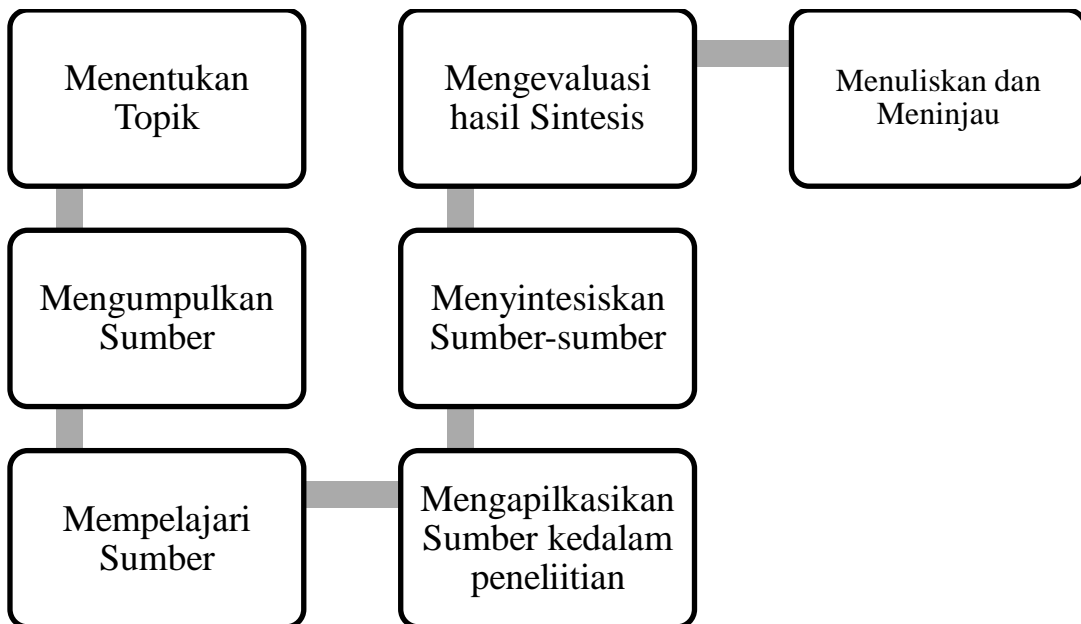 Menentukan
Topik
Mengumpulkan
Sumber
Mempelajari
Sumber
Mengapilkasikan
Sumber kedalam
peneliitian
Menyintesiskan
Sumber-sumber
Mengevaluasi
hasil Sintesis
Menuliskan dan
Meninjau